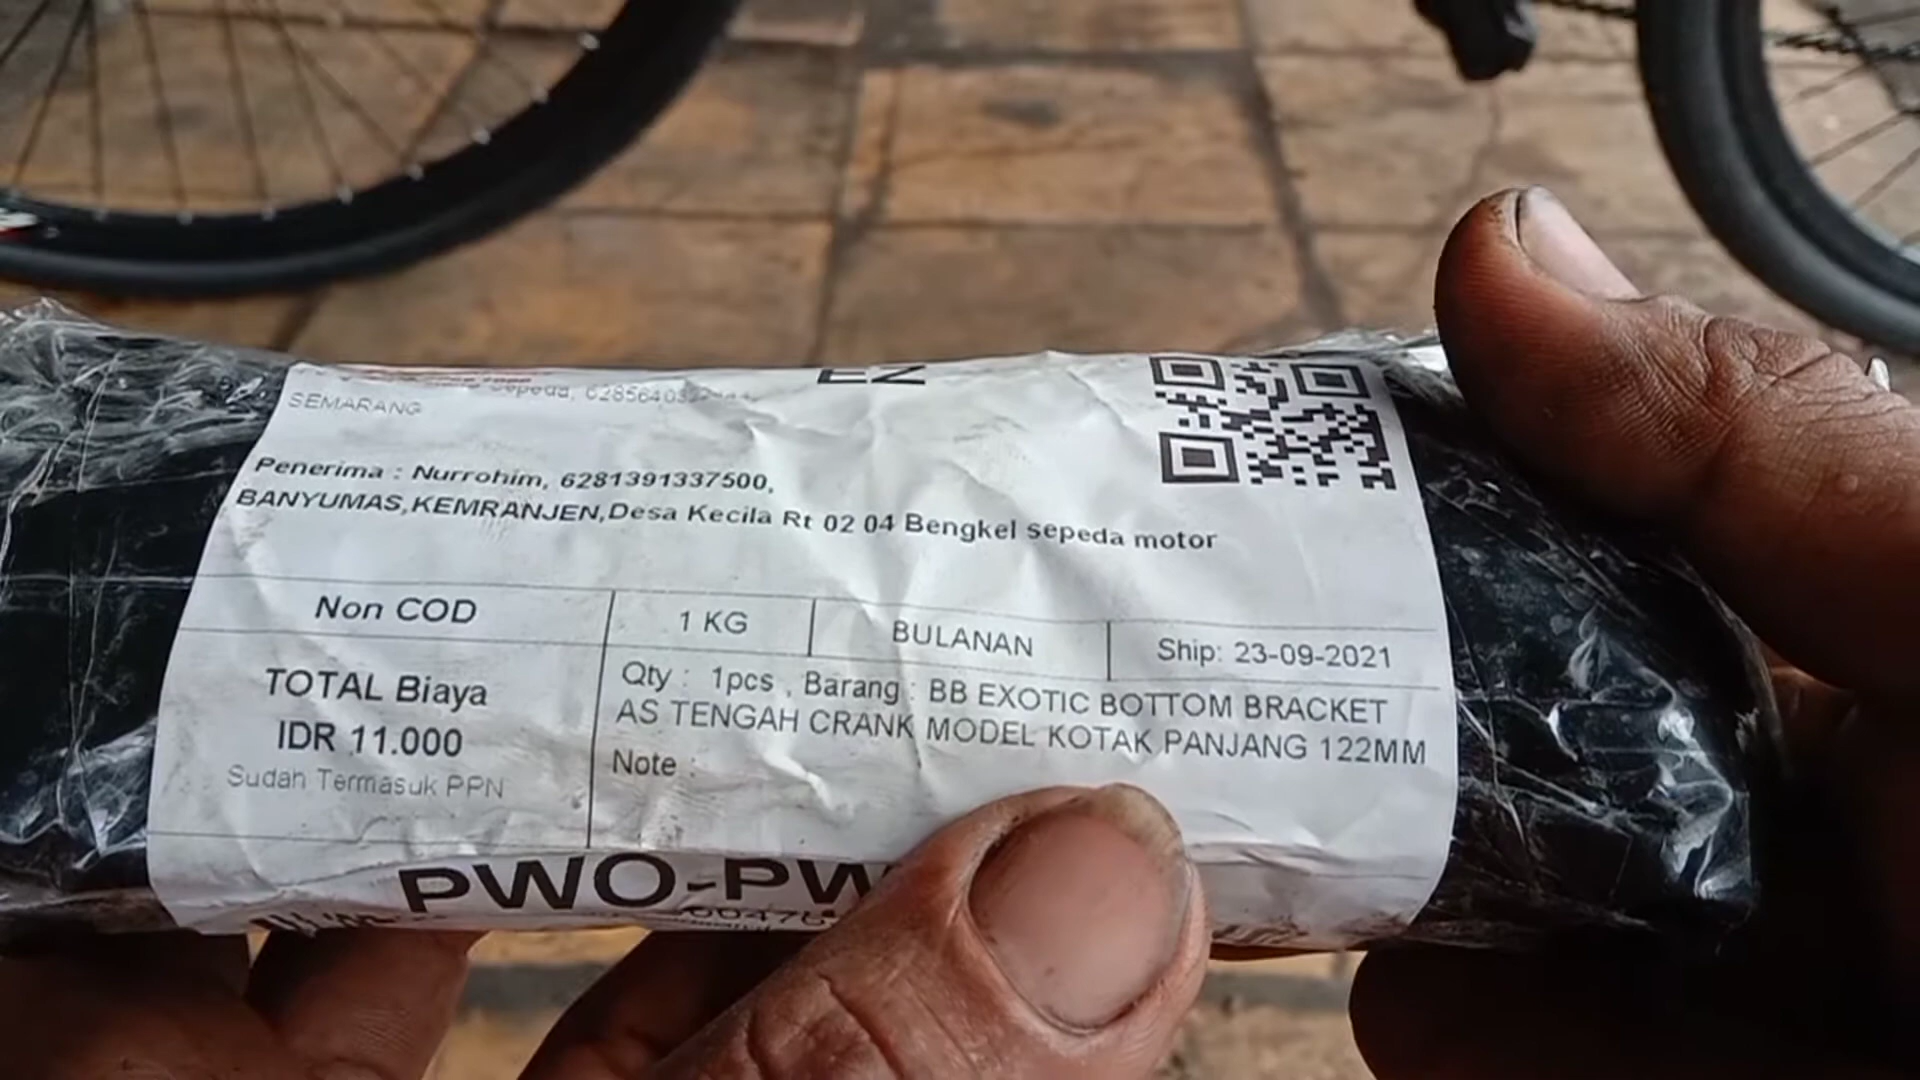 EZ
SEMARANG
Penerima : Nurrohim, 6281391337500,
BANYUMAS,KEMRANJEN,Desa Kecila Rt 02 04 Bengkel sepeda motor
Non COD
1 KG
BULANAN
Ship: 23-09-2021
TOTAL Biaya
IDR 11.000
Sudah Termasuk PPN
Qty : 1pcs , Barang : BB EXOTIC BOTTOM BRACKET
AS TENGAH CRANK MODEL KOTAK PANJANG 122MM
Note :
PWO-PW